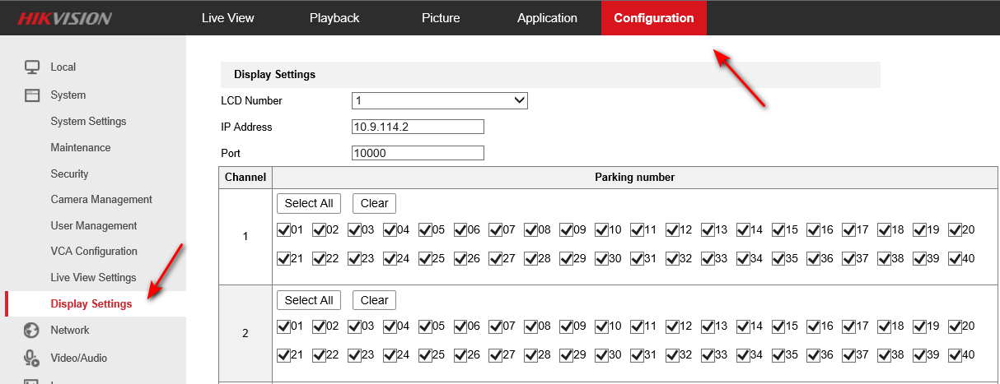 HIKVISION Live View Playback Picture Application Configuration
Local
System
System Settings
Maintenance
Security
Camera Management
User Management
VCA Configuration
Live View Settings
Display Settings
Network
Video/Audio
Display Settings
LCD Number 1
IP Address 10.9.114.2
Port 10000
Channel Parking number
1
Select All Clear
01 02 03 04 05 06 07 08 09 10 11 12 13 14 15 16 17 18 19 20
21 22 23 24 25 26 27 28 29 30 31 32 33 34 35 36 37 38 39 40
2
Select All Clear
01 02 03 04 05 06 07 08 09 10 11 12 13 14 15 16 17 18 19 20
21 22 23 24 25 26 27 28 29 30 31 32 33 34 35 36 37 38 39 40